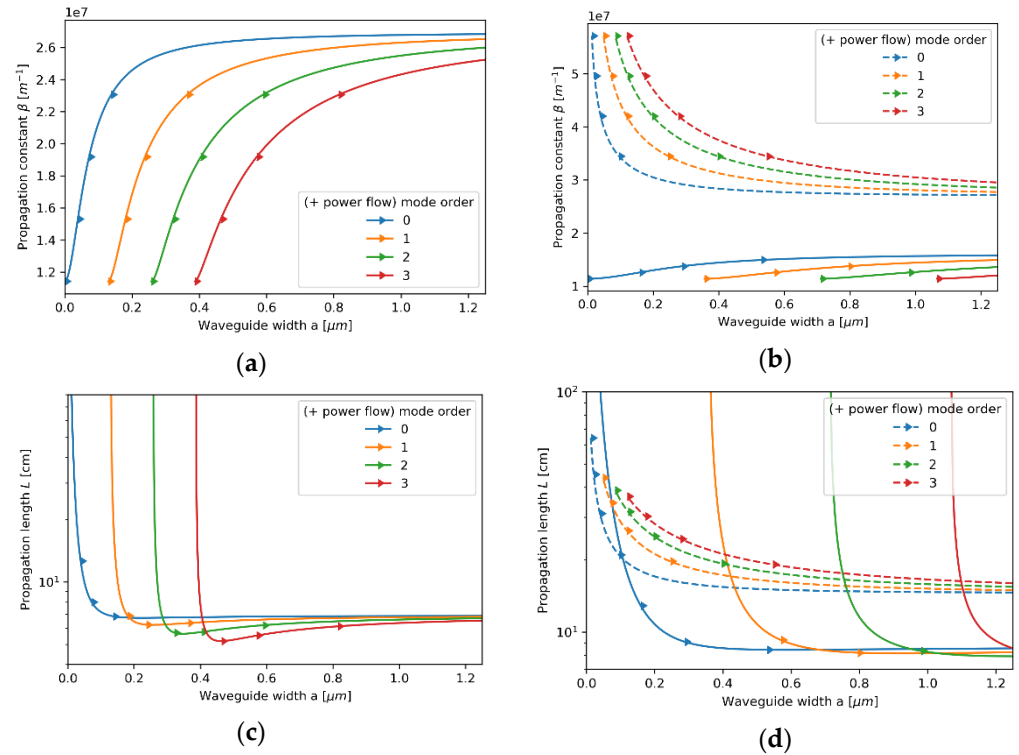 1e7
2.6
2.4
2.2
2.0
1.8
1.6
1.4
1.2
0.0 0.2 0.4 0.6 0.8 1.0 1.2
Propagation constant β [m⁻¹]
Waveguide width a [μm]
(+ power flow) mode order
0
1
2
3
(a)
1e7
5
4
3
2
1
0.0 0.2 0.4 0.6 0.8 1.0 1.2
Propagation constant β [m⁻¹]
Waveguide width a [μm]
(+ power flow) mode order
0
1
2
3
(b)
10¹
0.0 0.2 0.4 0.6 0.8 1.0 1.2
Propagation length L [cm]
Waveguide width a [μm]
(+ power flow) mode order
0
1
2
3
(c)
10²
10¹
0.0 0.2 0.4 0.6 0.8 1.0 1.2
Propagation length L [cm]
Waveguide width a [μm]
(+ power flow) mode order
0
1
2
3
(d)